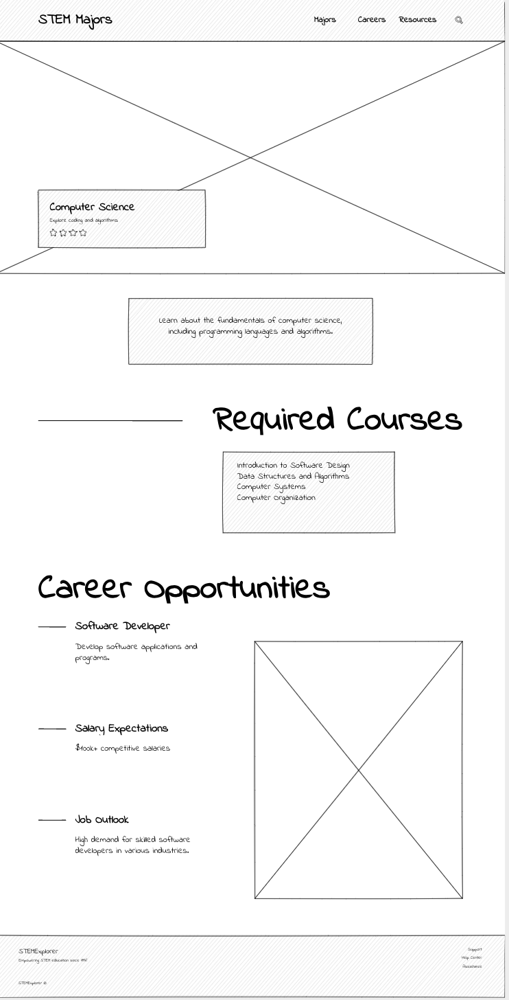 STEM Majors
Majors Careers Resources
Computer Science
Explore coding and algorithms
Learn about the fundamentals of computer science,
including programming languages and algorithms.
Required Courses
Introduction to Software Design
Data Structures and Algorithms
Computer Systems
Computer Organization
Career Opportunities
Software Developer
Develop software applications and
programs.
Salary Expectations
competitive salaries
Job Outlook
High demand for skilled software
developers in various industries.
STEMExplorer
Empowering STEM education since
STEMExplorer ©
Support
Help Center
Assistance